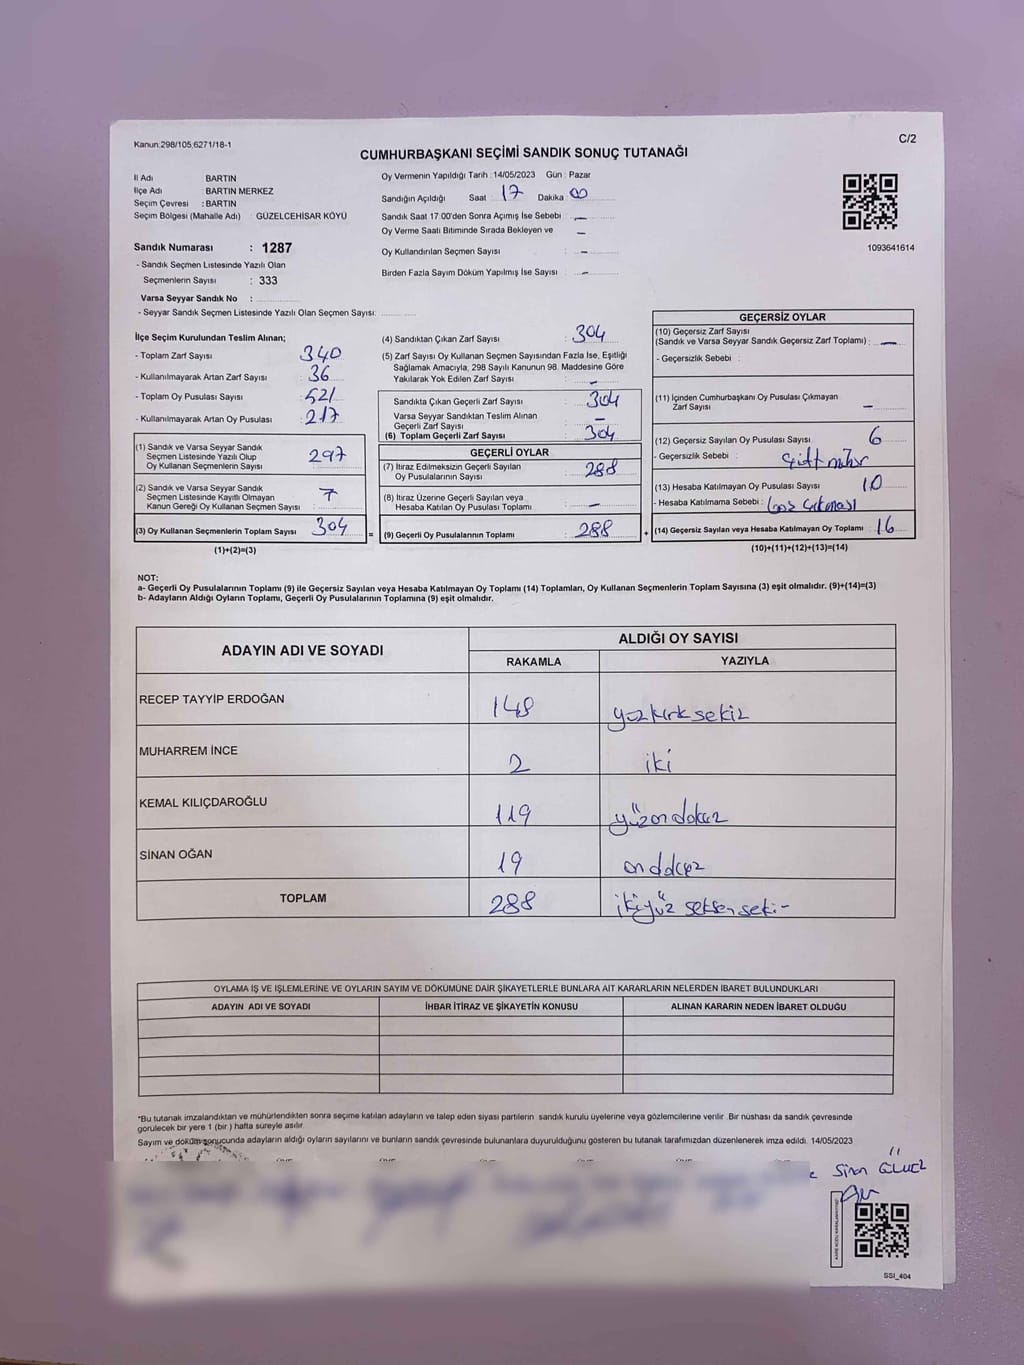 Kanun:298/105;6271/18-1
C/2
CUMHURBAŞKANI SEÇİMİ SANDIK SONUÇ TUTANAĞI
İl Adı : BARTIN
İlçe Adı : BARTIN MERKEZ
Seçim Çevresi : BARTIN
Seçim Bölgesi (Mahalle Adı) GÜZELCEHİSAR KÖYÜ
Sandık Numarası : 1287
- Sandık Seçmen Listesinde Yazılı Olan
Seçmenlerin Sayısı : 333
Varsa Seyyar Sandık No :
- Seyyar Sandık Seçmen Listesinde Yazılı Olan Seçmen Sayısı:
Oy Vermenin Yapıldığı Tarih : 14/05/2023 Gün : Pazar
Sandığın Açıldığı Saat : 17 Dakika : 00
Sandık Saat 17.00'den Sonra Açımış İse Sebebi : —
Oy Verme Saati Bitiminde Sırada Bekleyen ve —
Oy Kullandırılan Seçmen Sayısı : —
Birden Fazla Sayım Döküm Yapılmış İse Sayısı : —
1093641614
İlçe Seçim Kurulundan Teslim Alınan;
- Toplam Zarf Sayısı 340
- Kullanılmayarak Artan Zarf Sayısı 36
- Toplam Oy Pusulası Sayısı 521
- Kullanılmayarak Artan Oy Pusulası 217
(1) Sandık ve Varsa Seyyar Sandık
Seçmen Listesinde Yazılı Olup 297
Oy Kullanan Seçmenlerin Sayısı
(2) Sandık ve Varsa Seyyar Sandık
Seçmen Listesinde Kayıtlı Olmayan 7
Kanun Gereği Oy Kullanan Seçmen Sayısı
(3) Oy Kullanan Seçmenlerin Toplam Sayısı 304
(1)+(2)=(3)
(4) Sandıktan Çıkan Zarf Sayısı : 304
(5) Zarf Sayısı Oy Kullanan Seçmen Sayısından Fazla İse, Eşitliği
Sağlamak Amacıyla, 298 Sayılı Kanunun 98. Maddesine Göre
Yakılarak Yok Edilen Zarf Sayısı : —
Sandıkta Çıkan Geçerli Zarf Sayısı : 304
Varsa Seyyar Sandıktan Teslim Alınan
Geçerli Zarf Sayısı : —
(6) Toplam Geçerli Zarf Sayısı : 304
GEÇERLİ OYLAR
(7) İtiraz Edilmeksizin Geçerli Sayılan
Oy Pusulalarının Sayısı : 288
(8) İtiraz Üzerine Geçerli Sayılan veya
Hesaba Katılan Oy Pusulası Toplamı : —
= (9) Geçerli Oy Pusulalarının Toplamı : 288 +
GEÇERSİZ OYLAR
(10) Geçersiz Zarf Sayısı
(Sandık ve Varsa Seyyar Sandık Geçersiz Zarf Toplamı) : —
- Geçersizlik Sebebi :
(11) İçinden Cumhurbaşkanı Oy Pusulası Çıkmayan
Zarf Sayısı : —
(12) Geçersiz Sayılan Oy Pusulası Sayısı : 6
- Geçersizlik Sebebi : çift mühür
(13) Hesaba Katılmayan Oy Pusulası Sayısı : 10
- Hesaba Katılmama Sebebi : boş çıkması
(14) Geçersiz Sayılan veya Hesaba Katılmayan Oy Toplamı : 16
(10)+(11)+(12)+(13)=(14)
NOT:
a- Geçerli Oy Pusulalarının Toplamı (9) ile Geçersiz Sayılan veya Hesaba Katılmayan Oy Toplamı (14) Toplamları, Oy Kullanan Seçmenlerin Toplam Sayısına (3) eşit olmalıdır. (9)+(14)=(3)
b- Adayların Aldığı Oyların Toplamı, Geçerli Oy Pusulalarının Toplamına (9) eşit olmalıdır.
ADAYIN ADI VE SOYADI
ALDIĞI OY SAYISI
RAKAMLA YAZIYLA
RECEP TAYYİP ERDOĞAN 148 yüzkırksekiz
MUHARREM İNCE 2 iki
KEMAL KILIÇDAROĞLU 119 yüzondokuz
SİNAN OĞAN 19 ondokuz
TOPLAM 288 ikiyüz seksen seki-
OYLAMA İŞ VE İŞLEMLERİNE VE OYLARIN SAYIM VE DÖKÜMÜNE DAİR ŞİKAYETLERLE BUNLARA AİT KARARLARIN NELERDEN İBARET BULUNDUKLARI
ADAYIN ADI VE SOYADI İHBAR İTİRAZ VE ŞİKAYETİN KONUSU ALINAN KARARIN NEDEN İBARET OLDUĞU
*Bu tutanak imzalandıktan ve mühürlendikten sonra seçime katılan adayların ve talep eden siyasi partilerin sandık kurulu üyelerine veya gözlemcilerine verilir .Bir nüshası da sandık çevresinde
görülecek bir yere 1 (bir ) hafta süreyle asılır.
Sayım ve döküm sonucunda adayların aldığı oyların sayılarını ve bunların sandık çevresinde bulunanlara duyurulduğunu gösteren bu tutanak tarafımızdan düzenlenerek imza edildi. 14/05/2023
Sinan
SSI_404